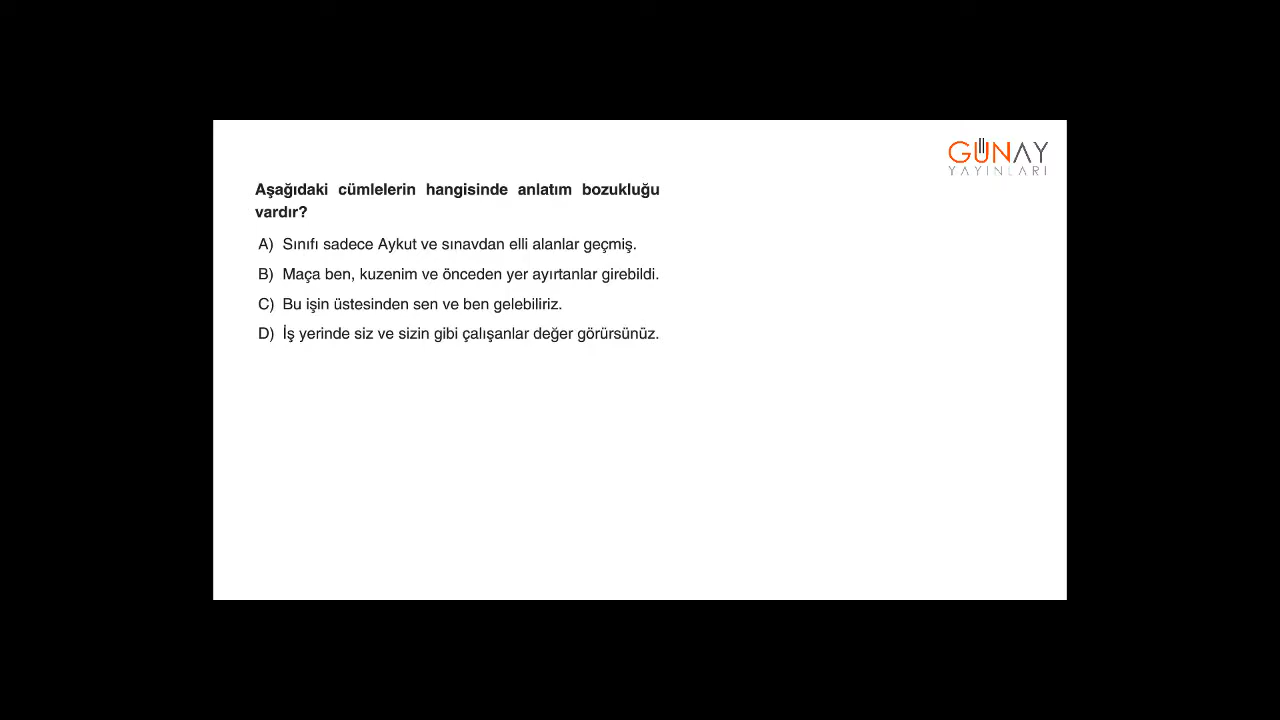 GÜNAY
YAYINLARI
Aşağıdaki cümlelerin hangisinde anlatım bozukluğu
vardır?
A) Sınıfı sadece Aykut ve sınavdan elli alanlar geçmiş.
B) Maça ben, kuzenim ve önceden yer ayırtanlar girebildi.
C) Bu işin üstesinden sen ve ben gelebiliriz.
D) İş yerinde siz ve sizin gibi çalışanlar değer görürsünüz.